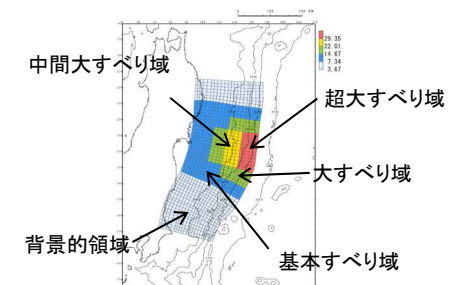 中間大すべり域
超大すべり域
大すべり域
背景的領域
基本すべり域
29.35
22.01
14.67
7.34
3.67